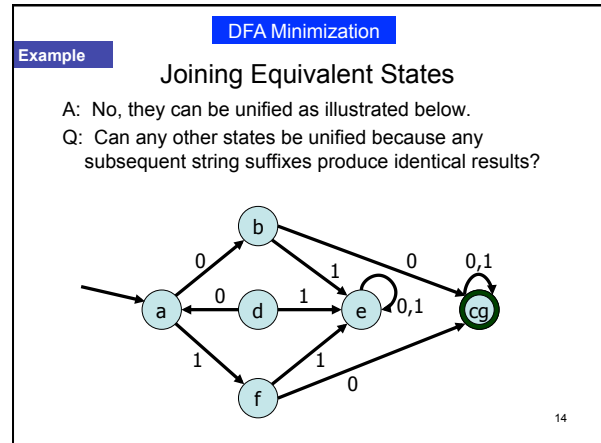 DFA Minimization
Example
Joining Equivalent States
A: No, they can be unified as illustrated below.
Q: Can any other states be unified because any
subsequent string suffixes produce identical results?
b
0
1
0
0,1
a
0
d
1
e
0,1
cg
1
1
0
f
14